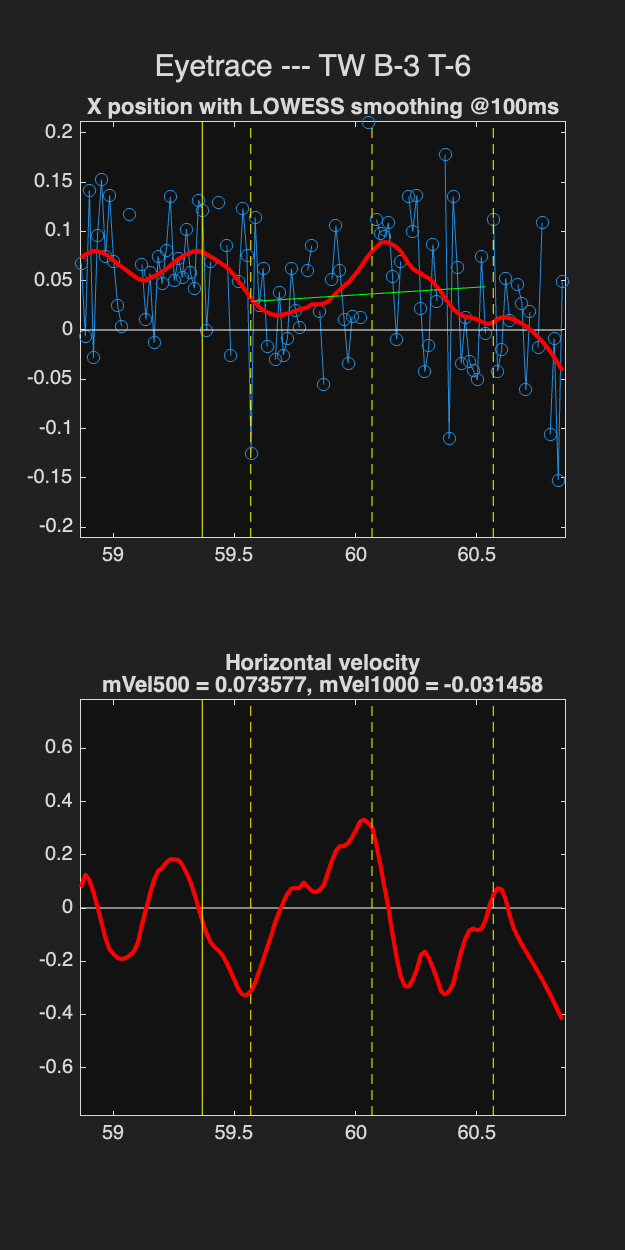 Eyetrace --- TW B-3 T-6
X position with LOWESS smoothing @100ms
0.2
0.15
0.1
0.05
0
-0.05
-0.1
-0.15
-0.2
59 59.5 60 60.5
Horizontal velocity
mVel500 = 0.073577, mVel1000 = -0.031458
0.6
0.4
0.2
0
-0.2
-0.4
-0.6
59 59.5 60 60.5